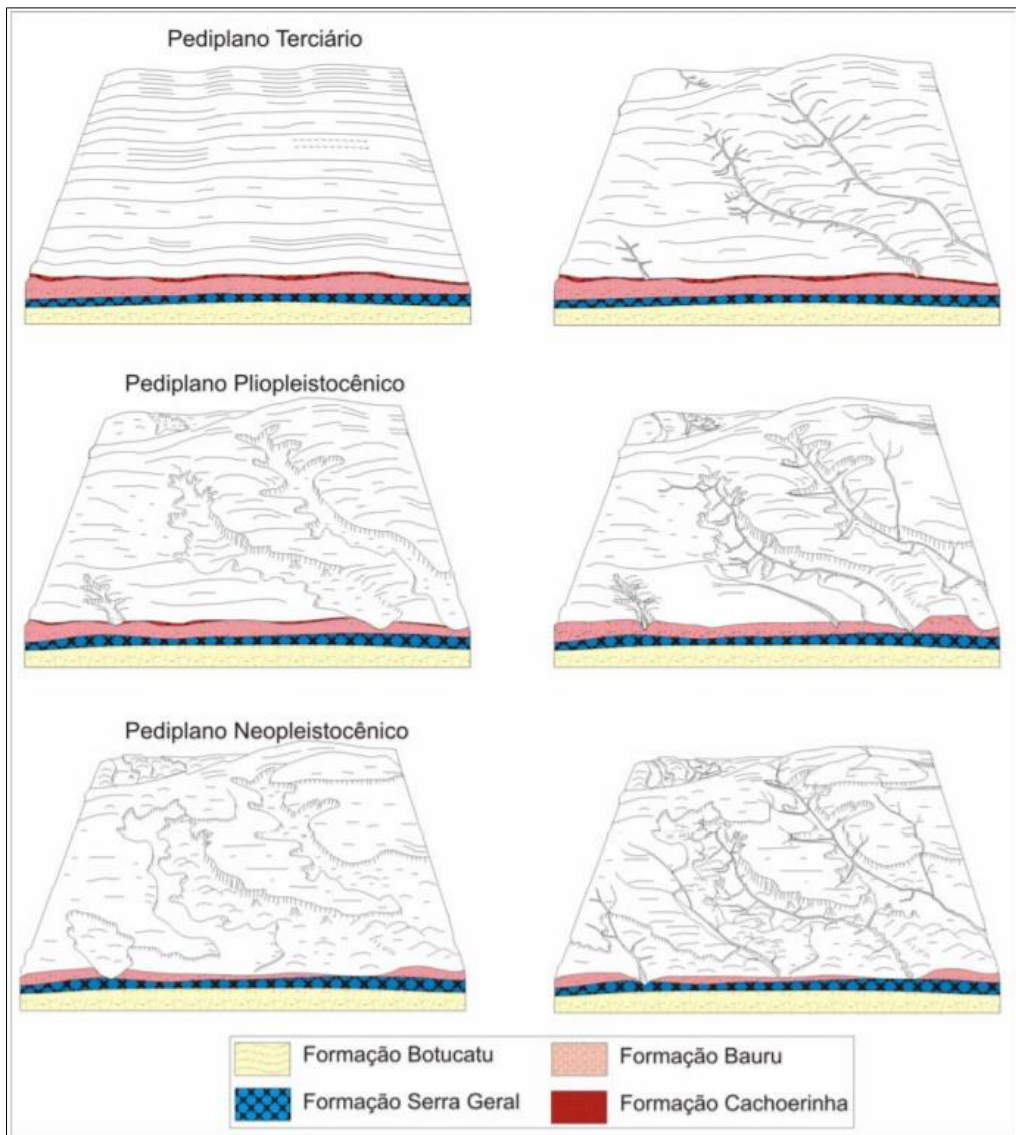 Pediplano Terciário
Pediplano Pliopleistocênico
Pediplano Neopleistocênico
Formação Botucatu
Formação Bauru
Formação Serra Geral
Formação Cachoerinha